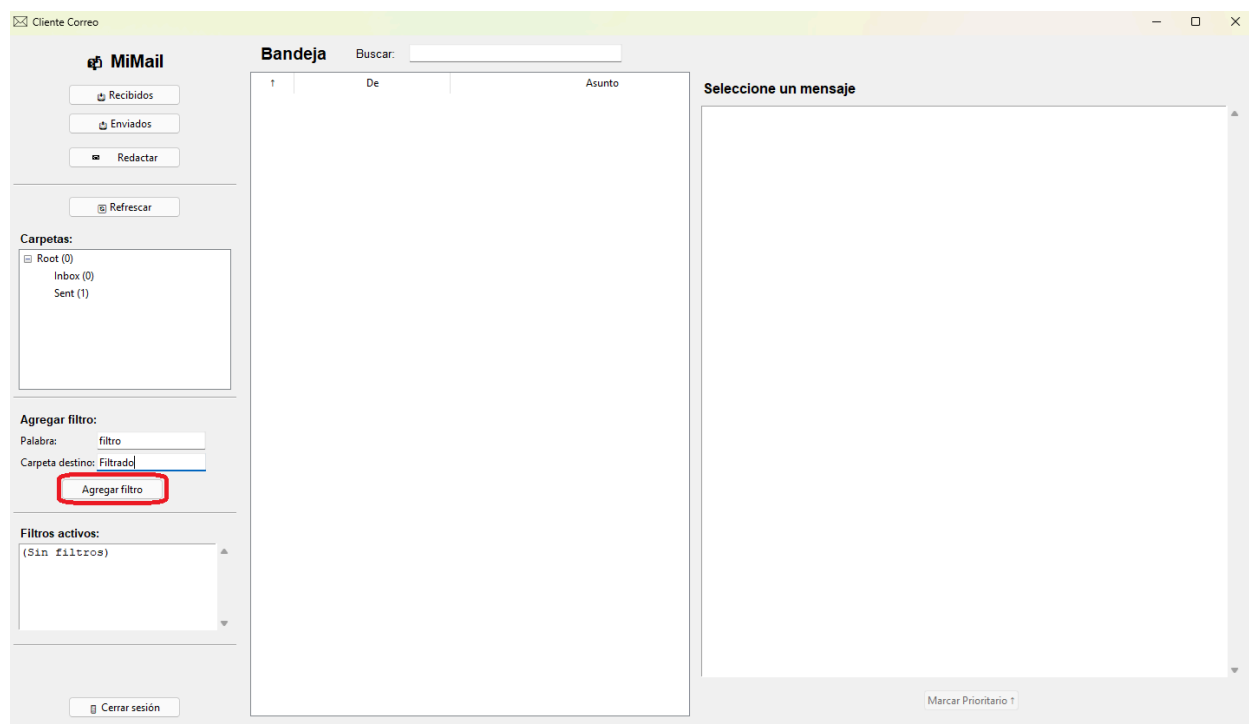 Cliente Correo
MiMail
Recibidos
Enviados
Redactar
Refrescar
Carpetas:
Root (0)
Inbox (0)
Sent (1)
Agregar filtro:
Palabra: filtro
Carpeta destino: Filtrado
Agregar filtro
Filtros activos:
(Sin filtros)
Cerrar sesión
Bandeja Buscar:
↑ De Asunto
Seleccione un mensaje
Marcar Prioritario ↑